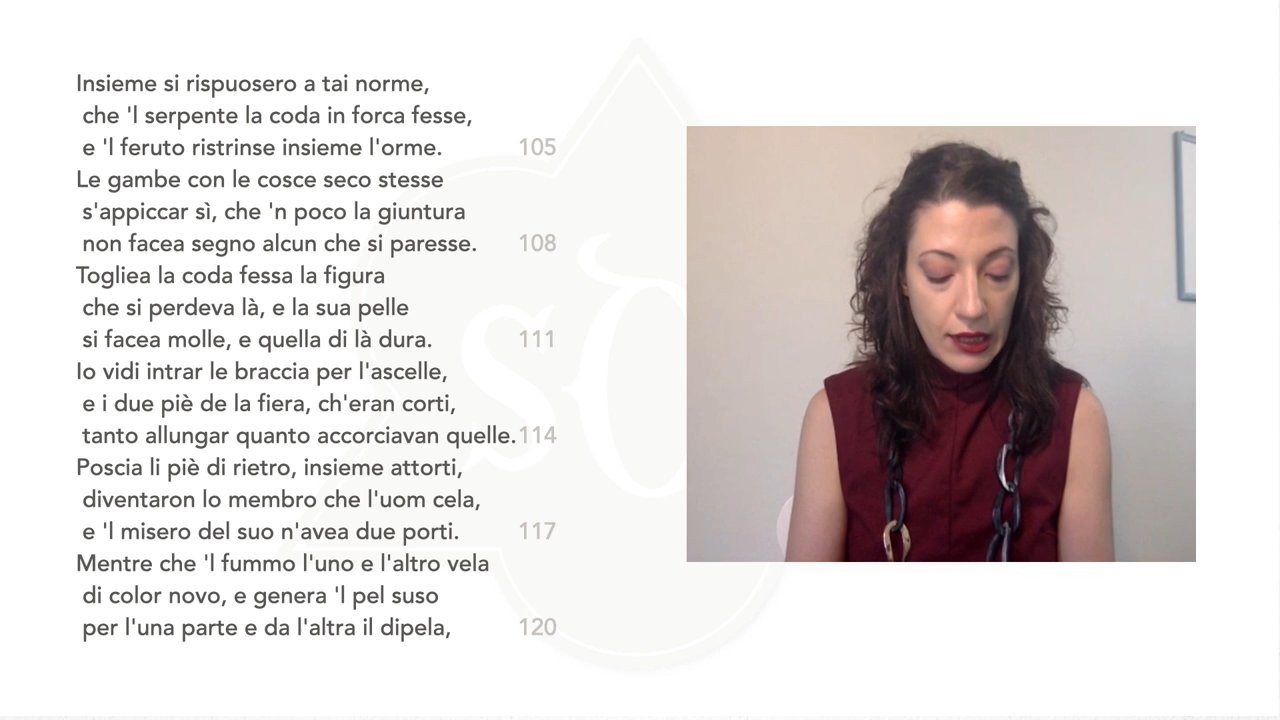 Insieme si rispuosero a tai norme,
che 'l serpente la coda in forca fesse,
e 'l feruto ristrinse insieme l'orme. 105
Le gambe con le cosce seco stesse
s'appiccar sì, che 'n poco la giuntura
non facea segno alcun che si paresse. 108
Togliea la coda fessa la figura
che si perdeva là, e la sua pelle
si facea molle, e quella di là dura. 111
Io vidi intrar le braccia per l'ascelle,
e i due piè de la fiera, ch'eran corti,
tanto allungar quanto accorciavan quelle. 114
Poscia li piè di rietro, insieme attorti,
diventaron lo membro che l'uom cela,
e 'l misero del suo n'avea due porti. 117
Mentre che 'l fummo l'uno e l'altro vela
di color novo, e genera 'l pel suso
per l'una parte e da l'altra il dipela, 120